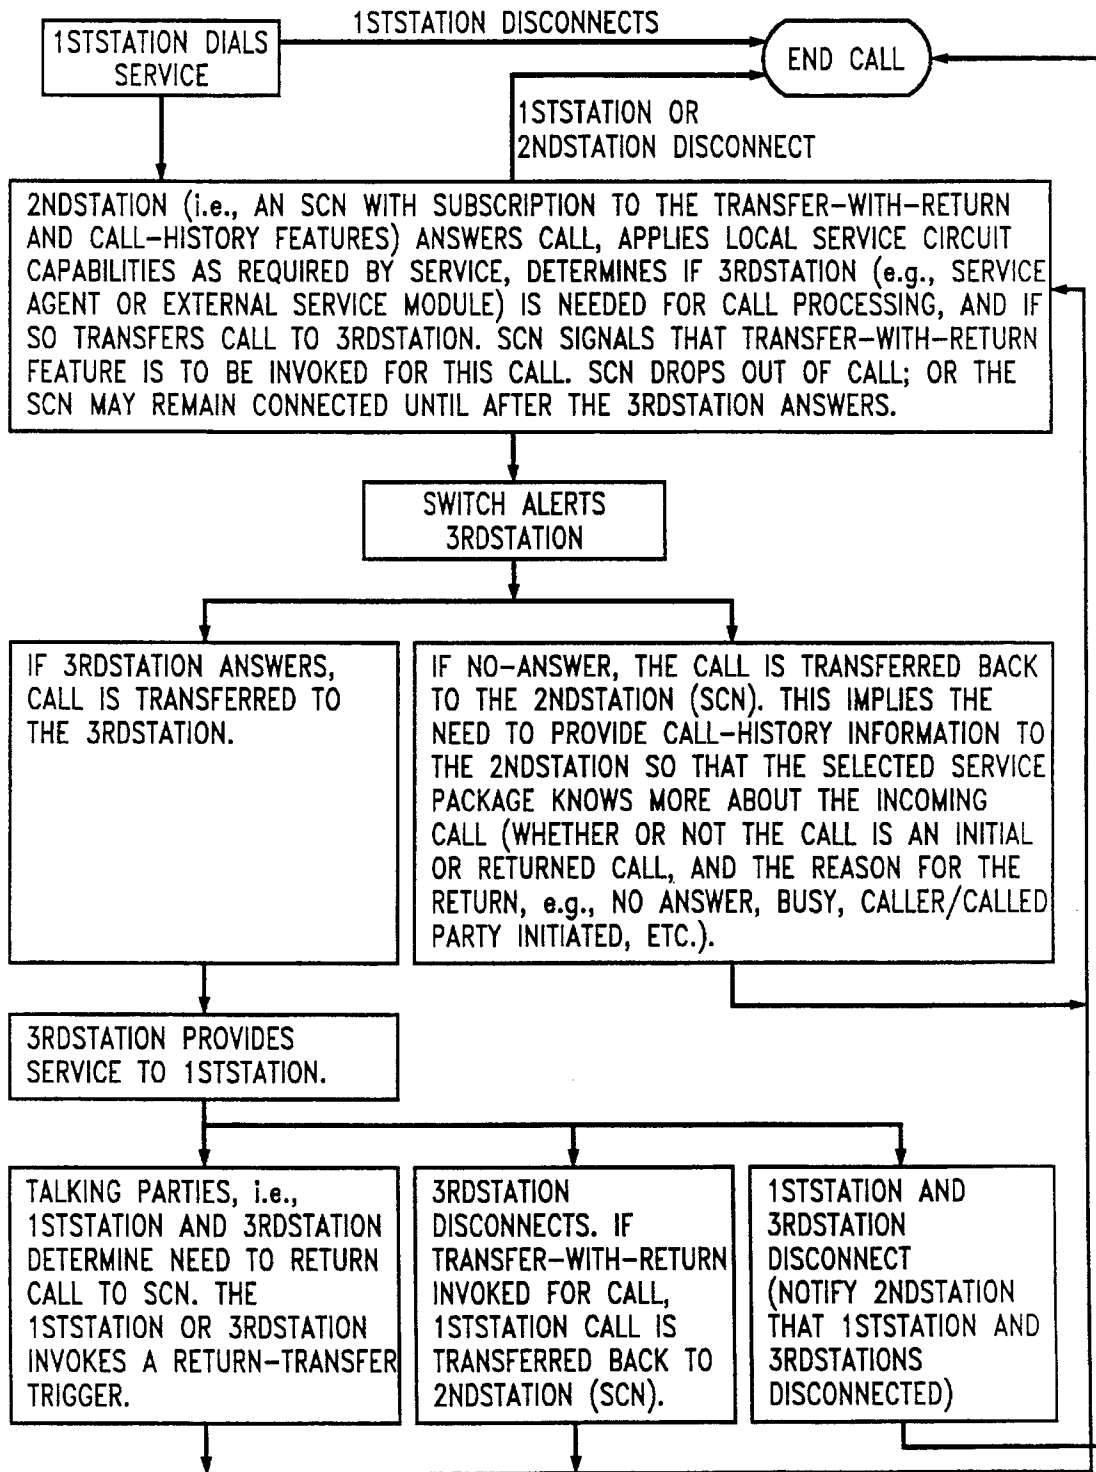 1STSTATION DIALS
SERVICE
1STSTATION DISCONNECTS
END CALL
1STSTATION OR
2NDSTATION DISCONNECT
2NDSTATION (i.e., AN SCN WITH SUBSCRIPTION TO THE TRANSFER-WITH-RETURN
AND CALL-HISTORY FEATURES) ANSWERS CALL, APPLIES LOCAL SERVICE CIRCUIT
CAPABILITIES AS REQUIRED BY SERVICE, DETERMINES IF 3RDSTATION (e.g., SERVICE
AGENT OR EXTERNAL SERVICE MODULE) IS NEEDED FOR CALL PROCESSING, AND IF
SO TRANSFERS CALL TO 3RDSTATION. SCN SIGNALS THAT TRANSFER-WITH-RETURN
FEATURE IS TO BE INVOKED FOR THIS CALL. SCN DROPS OUT OF CALL; OR THE
SCN MAY REMAIN CONNECTED UNTIL AFTER THE 3RDSTATION ANSWERS.
SWITCH ALERTS
3RDSTATION
IF 3RDSTATION ANSWERS,
CALL IS TRANSFERRED TO
THE 3RDSTATION.
IF NO-ANSWER, THE CALL IS TRANSFERRED BACK
TO THE 2NDSTATION (SCN). THIS IMPLIES THE
NEED TO PROVIDE CALL-HISTORY INFORMATION TO
THE 2NDSTATION SO THAT THE SELECTED SERVICE
PACKAGE KNOWS MORE ABOUT THE INCOMING
CALL (WHETHER OR NOT THE CALL IS AN INITIAL
OR RETURNED CALL, AND THE REASON FOR THE
RETURN, e.g., NO ANSWER, BUSY, CALLER/CALLED
PARTY INITIATED, ETC.).
3RDSTATION PROVIDES
SERVICE TO 1STSTATION.
TALKING PARTIES, i.e.,
1STSTATION AND 3RDSTATION
DETERMINE NEED TO RETURN
CALL TO SCN. THE
1STSTATION OR 3RDSTATION
INVOKES A RETURN-TRANSFER
TRIGGER.
3RDSTATION
DISCONNECTS. IF
TRANSFER-WITH-RETURN
INVOKED FOR CALL,
1STSTATION CALL IS
TRANSFERRED BACK TO
2NDSTATION (SCN).
1STSTATION AND
3RDSTATION
DISCONNECT
(NOTIFY 2NDSTATION
THAT 1STSTATION AND
3RDSTATIONS
DISCONNECTED)